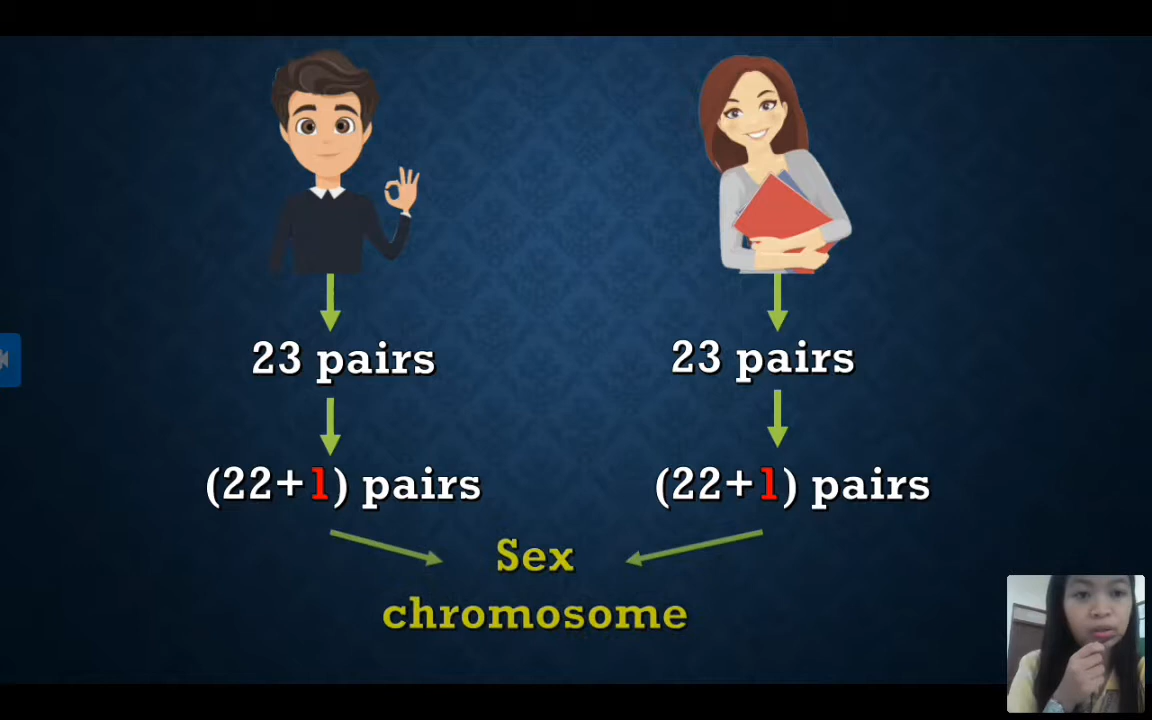 23 pairs
23 pairs
(22+1) pairs
(22+1) pairs
Sex
chromosome